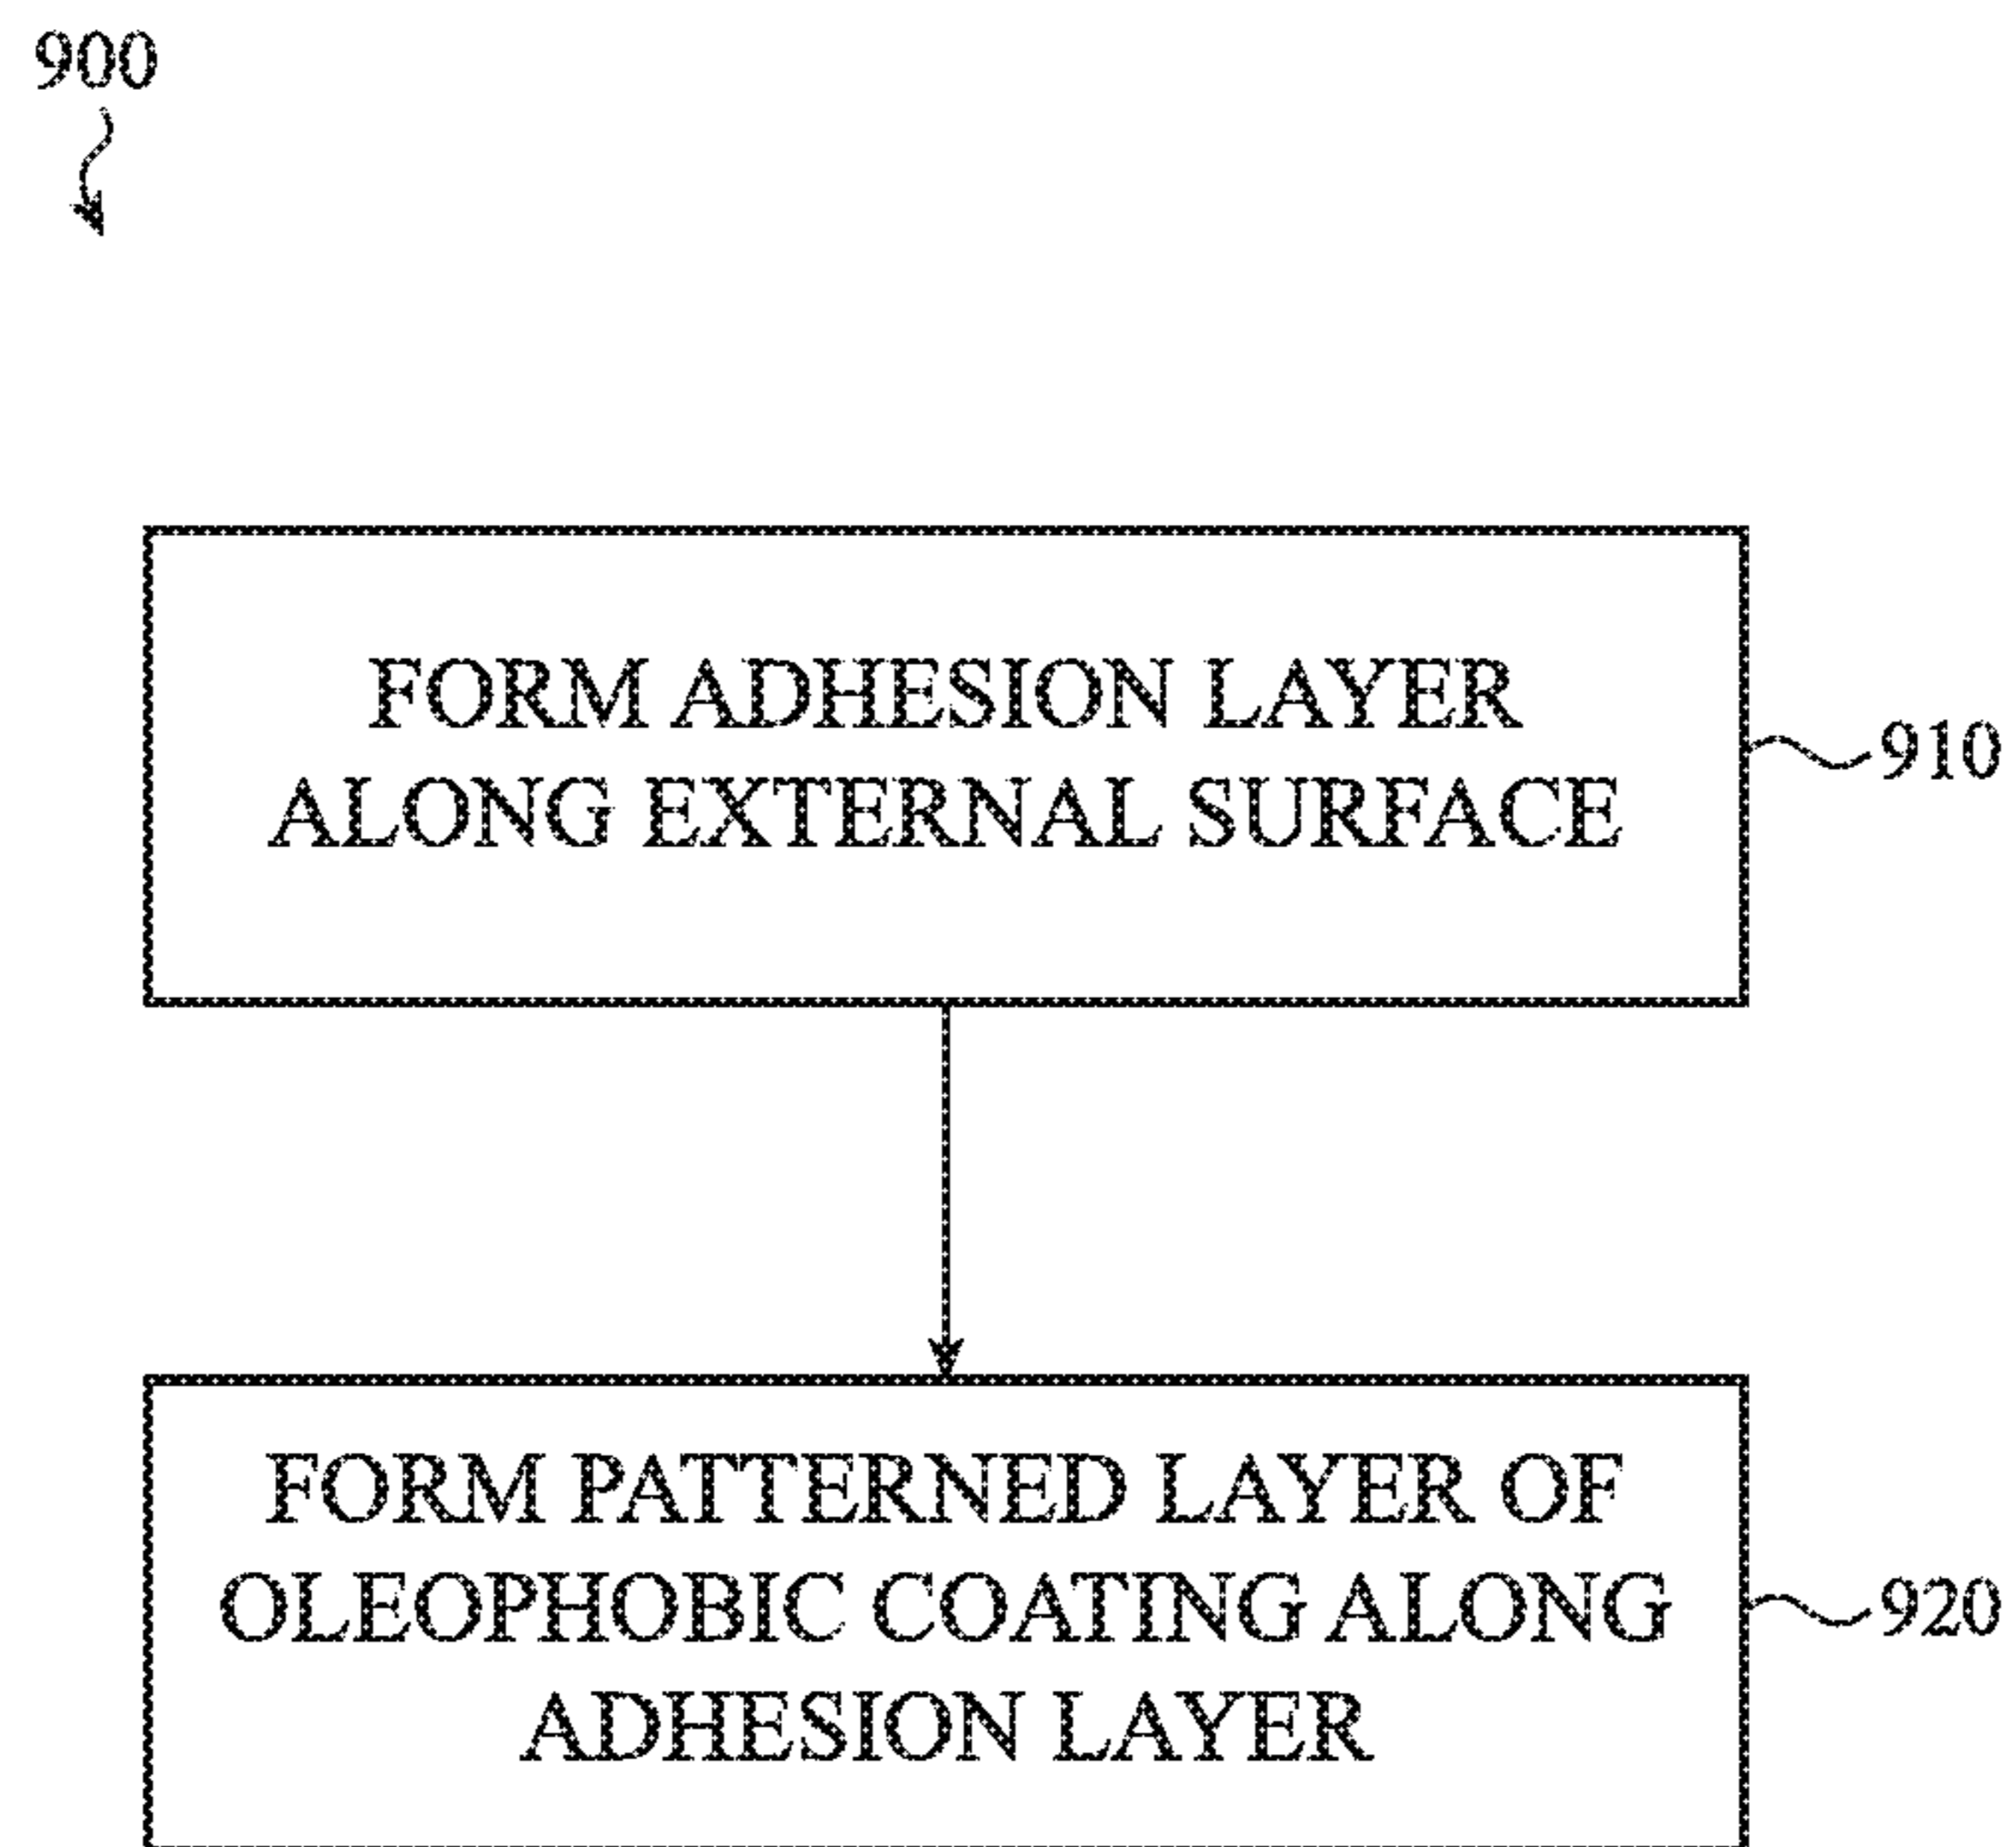 900
FORM ADHESION LAYER
ALONG EXTERNAL SURFACE
910
FORM PATTERNED LAYER OF
OLEOPHOBIC COATING ALONG
ADHESION LAYER
920